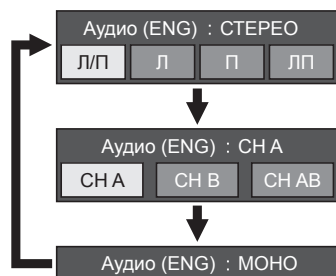 Аудио (ENG) : СТЕРЕО
Л/П Л П ЛП
Аудио (ENG) : CH A
CH A CH B CH AB
Аудио (ENG) : МОНО